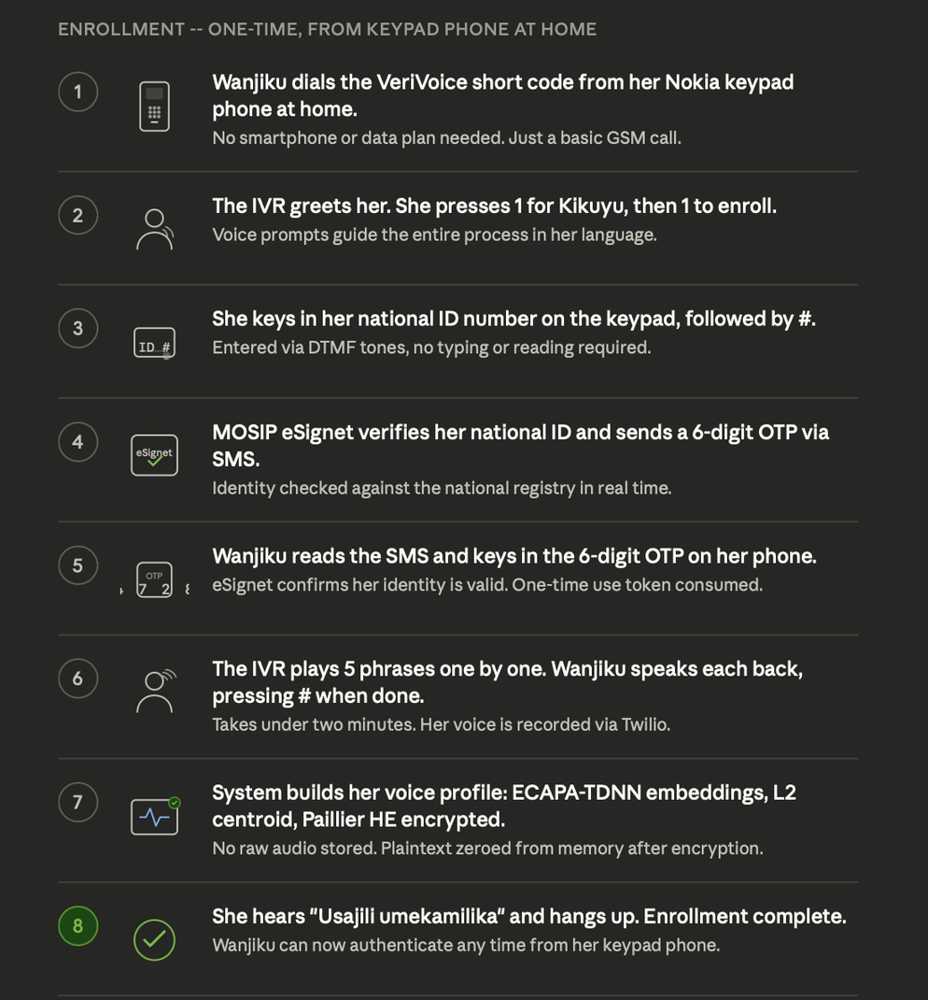 ENROLLMENT -- ONE-TIME, FROM KEYPAD PHONE AT HOME
1
Wanjiku dials the VeriVoice short code from her Nokia keypad
phone at home.
No smartphone or data plan needed. Just a basic GSM call.
2
The IVR greets her. She presses 1 for Kikuyu, then 1 to enroll.
Voice prompts guide the entire process in her language.
3
ID #
She keys in her national ID number on the keypad, followed by #.
Entered via DTMF tones, no typing or reading required.
4
eSignet
MOSIP eSignet verifies her national ID and sends a 6-digit OTP via
SMS.
Identity checked against the national registry in real time.
5
OTP
7 2
Wanjiku reads the SMS and keys in the 6-digit OTP on her phone.
eSignet confirms her identity is valid. One-time use token consumed.
6
The IVR plays 5 phrases one by one. Wanjiku speaks each back,
pressing # when done.
Takes under two minutes. Her voice is recorded via Twilio.
7
System builds her voice profile: ECAPA-TDNN embeddings, L2
centroid, Paillier HE encrypted.
No raw audio stored. Plaintext zeroed from memory after encryption.
8
She hears "Usajili umekamilika" and hangs up. Enrollment complete.
Wanjiku can now authenticate any time from her keypad phone.